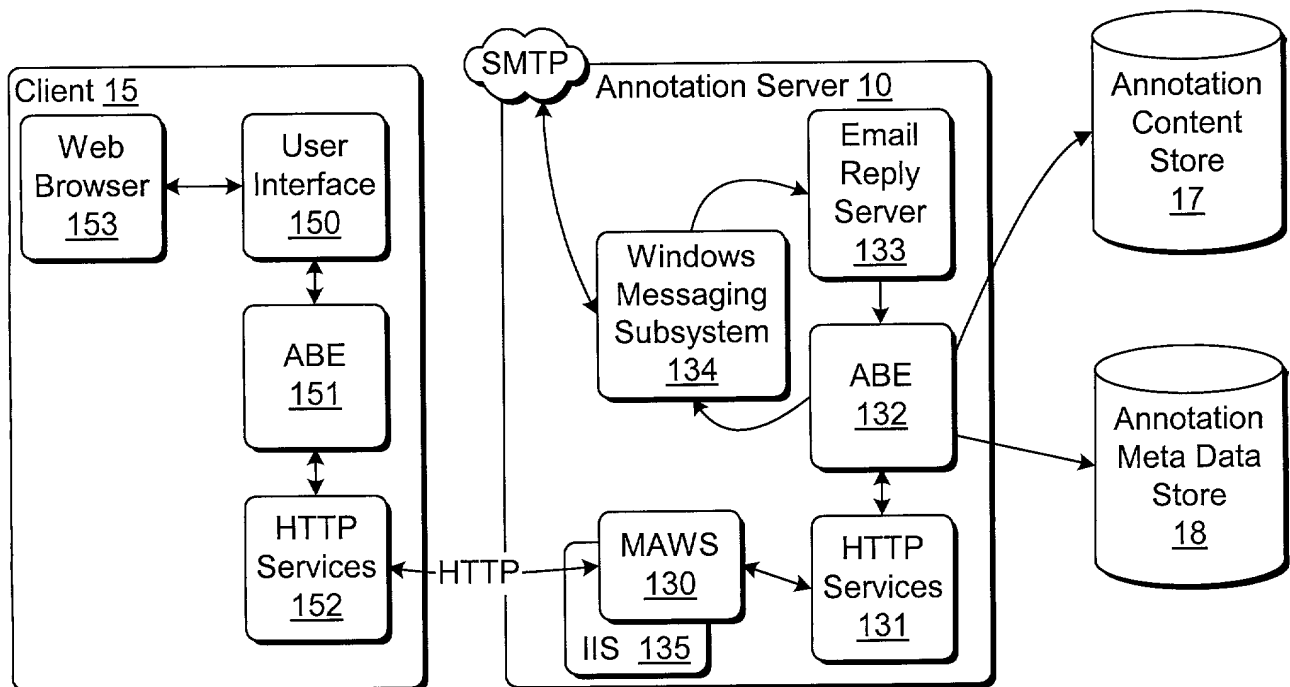 Client 15
Web
Browser
153
User
Interface
150
ABE
151
HTTP
Services
152
HTTP
SMTP
Annotation Server 10
Email
Reply
Server
133
Windows
Messaging
Subsystem
134
ABE
132
MAWS
130
IIS 135
HTTP
Services
131
Annotation
Content
Store
17
Annotation
Meta Data
Store
18